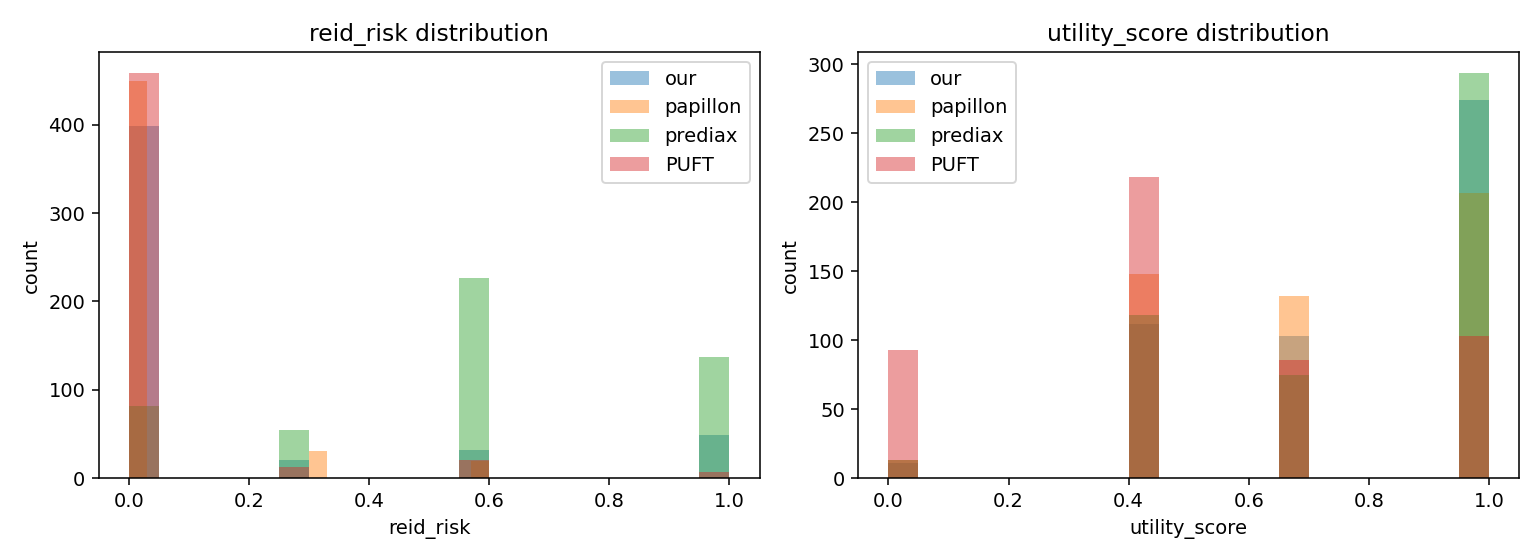 reid_risk distribution
count
400
300
200
100
0
0.0 0.2 0.4 0.6 0.8 1.0
reid_risk
our
papillon
prediax
PUFT
utility_score distribution
count
300
250
200
150
100
50
0
0.0 0.2 0.4 0.6 0.8 1.0
utility_score
our
papillon
prediax
PUFT